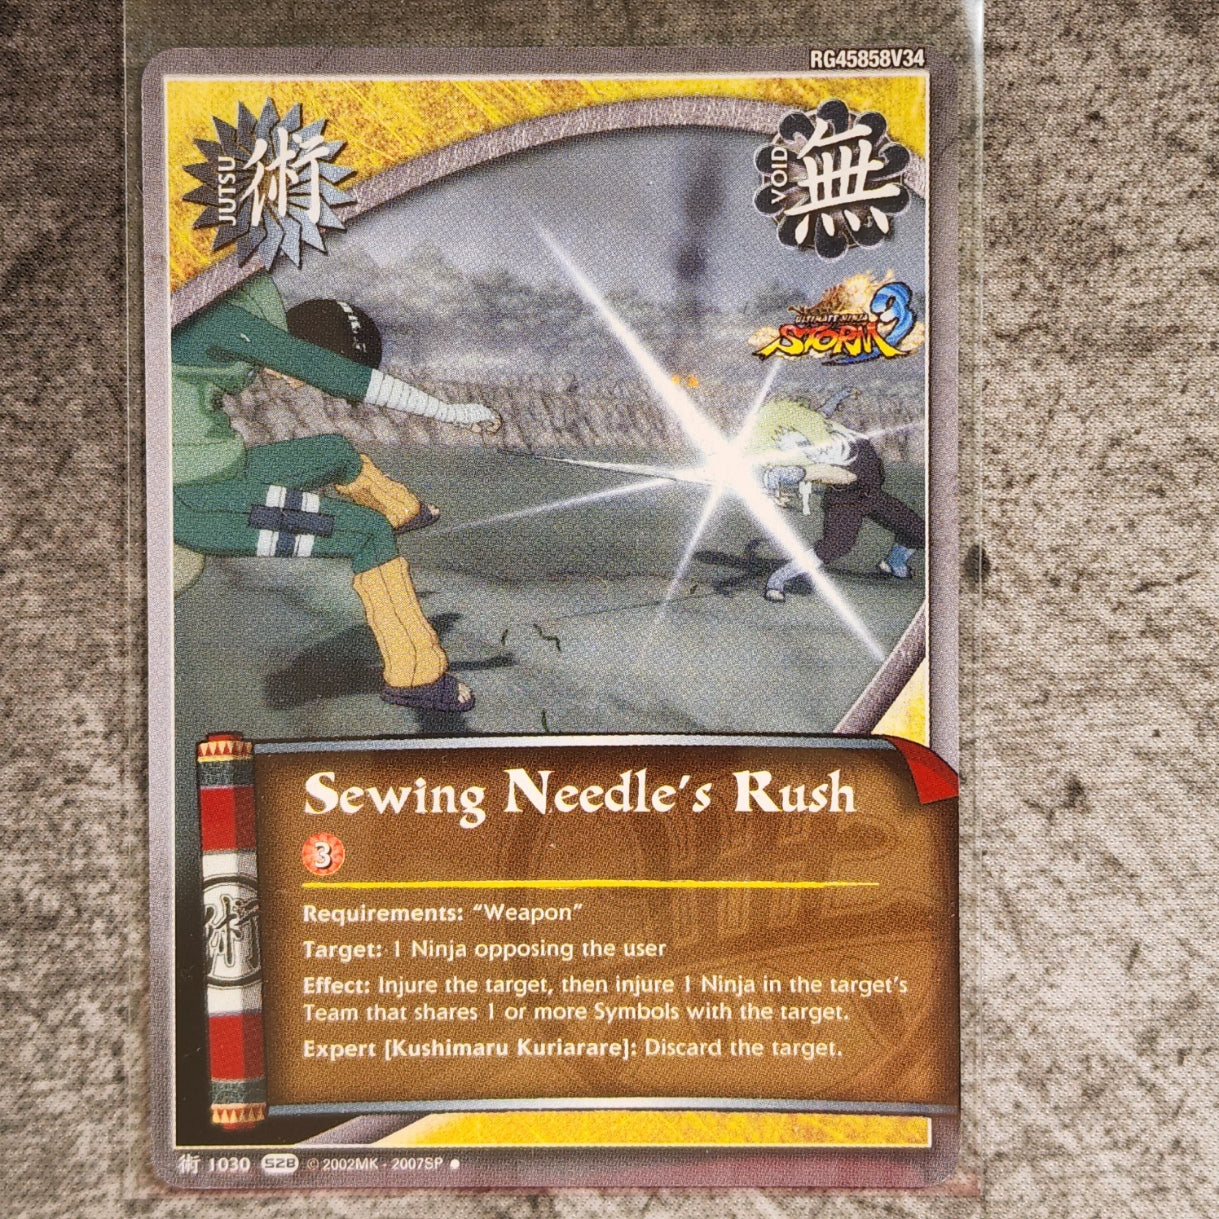 RG45858V34
JUTSU
術
VOID
無
ULTIMATE NINJA
STORM 3
Sewing Needle's Rush
3
Requirements: "Weapon"
Target: 1 Ninja opposing the user
Effect: Injure the target, then injure 1 Ninja in the target's
Team that shares 1 or more Symbols with the target.
Expert [Kushimaru Kuriarare]: Discard the target.
術
術 1030 S28 © 2002MK - 2007SP